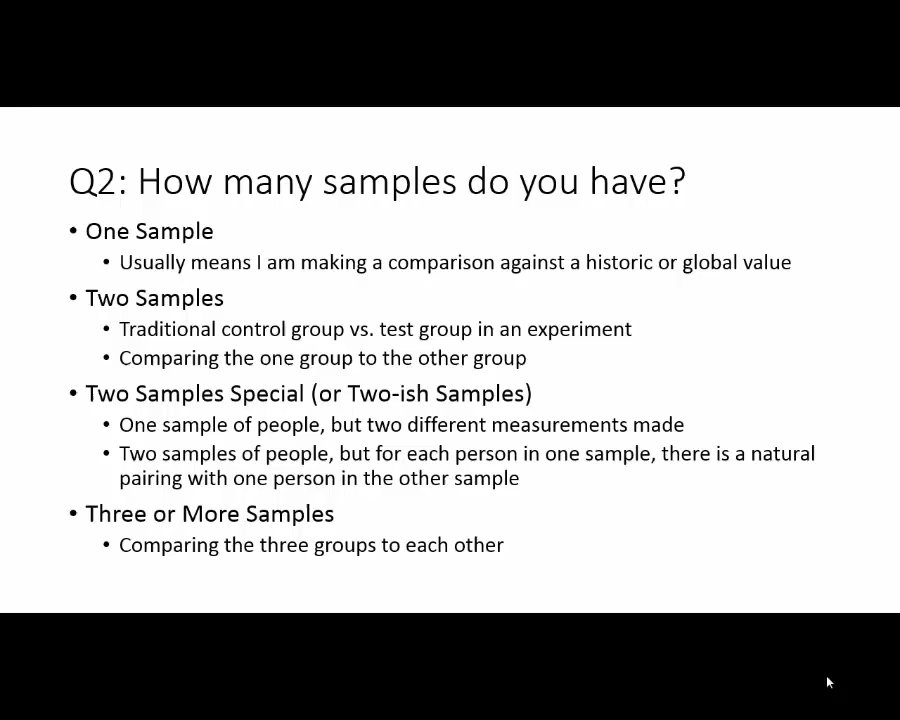 Q2: How many samples do you have?
• One Sample
• Usually means I am making a comparison against a historic or global value
• Two Samples
• Traditional control group vs. test group in an experiment
• Comparing the one group to the other group
• Two Samples Special (or Two-ish Samples)
• One sample of people, but two different measurements made
• Two samples of people, but for each person in one sample, there is a natural
pairing with one person in the other sample
• Three or More Samples
• Comparing the three groups to each other